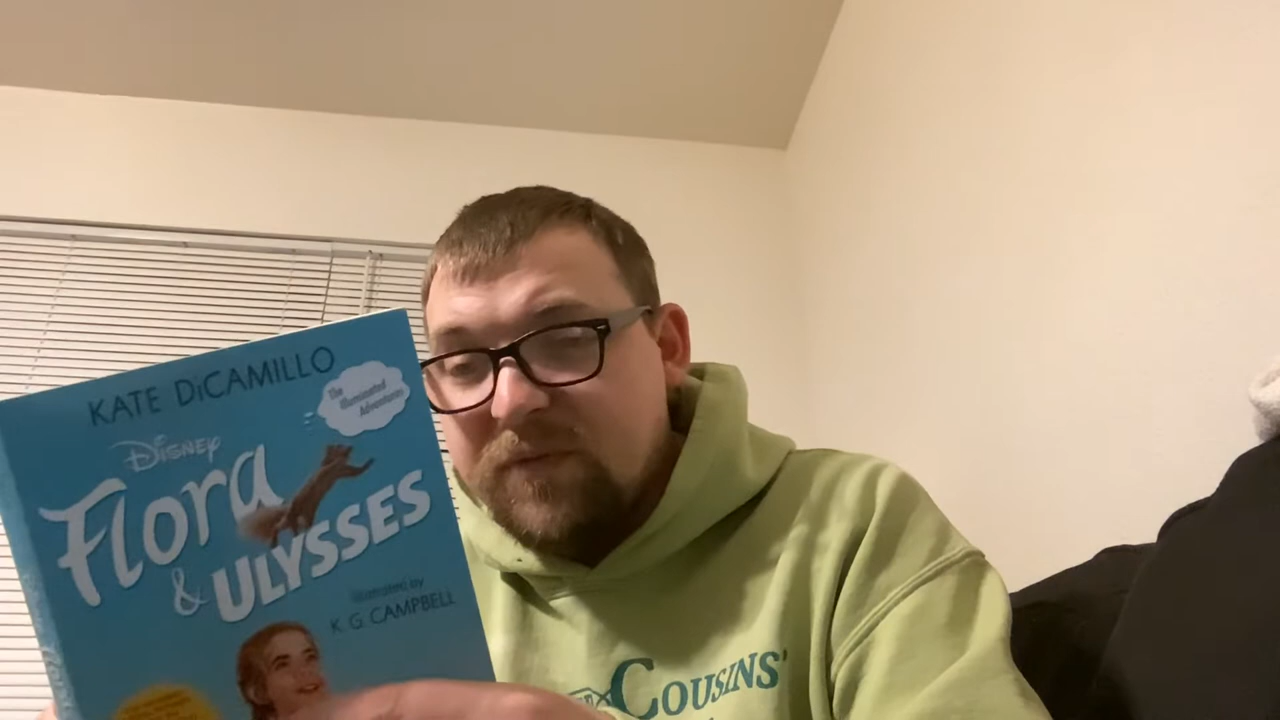 KATE DiCAMILLO
The
Illuminated
Adventures
DISNEY
Flora
& ULYSSES
illustrated by
K. G. CAMPBELL
COUSINS'